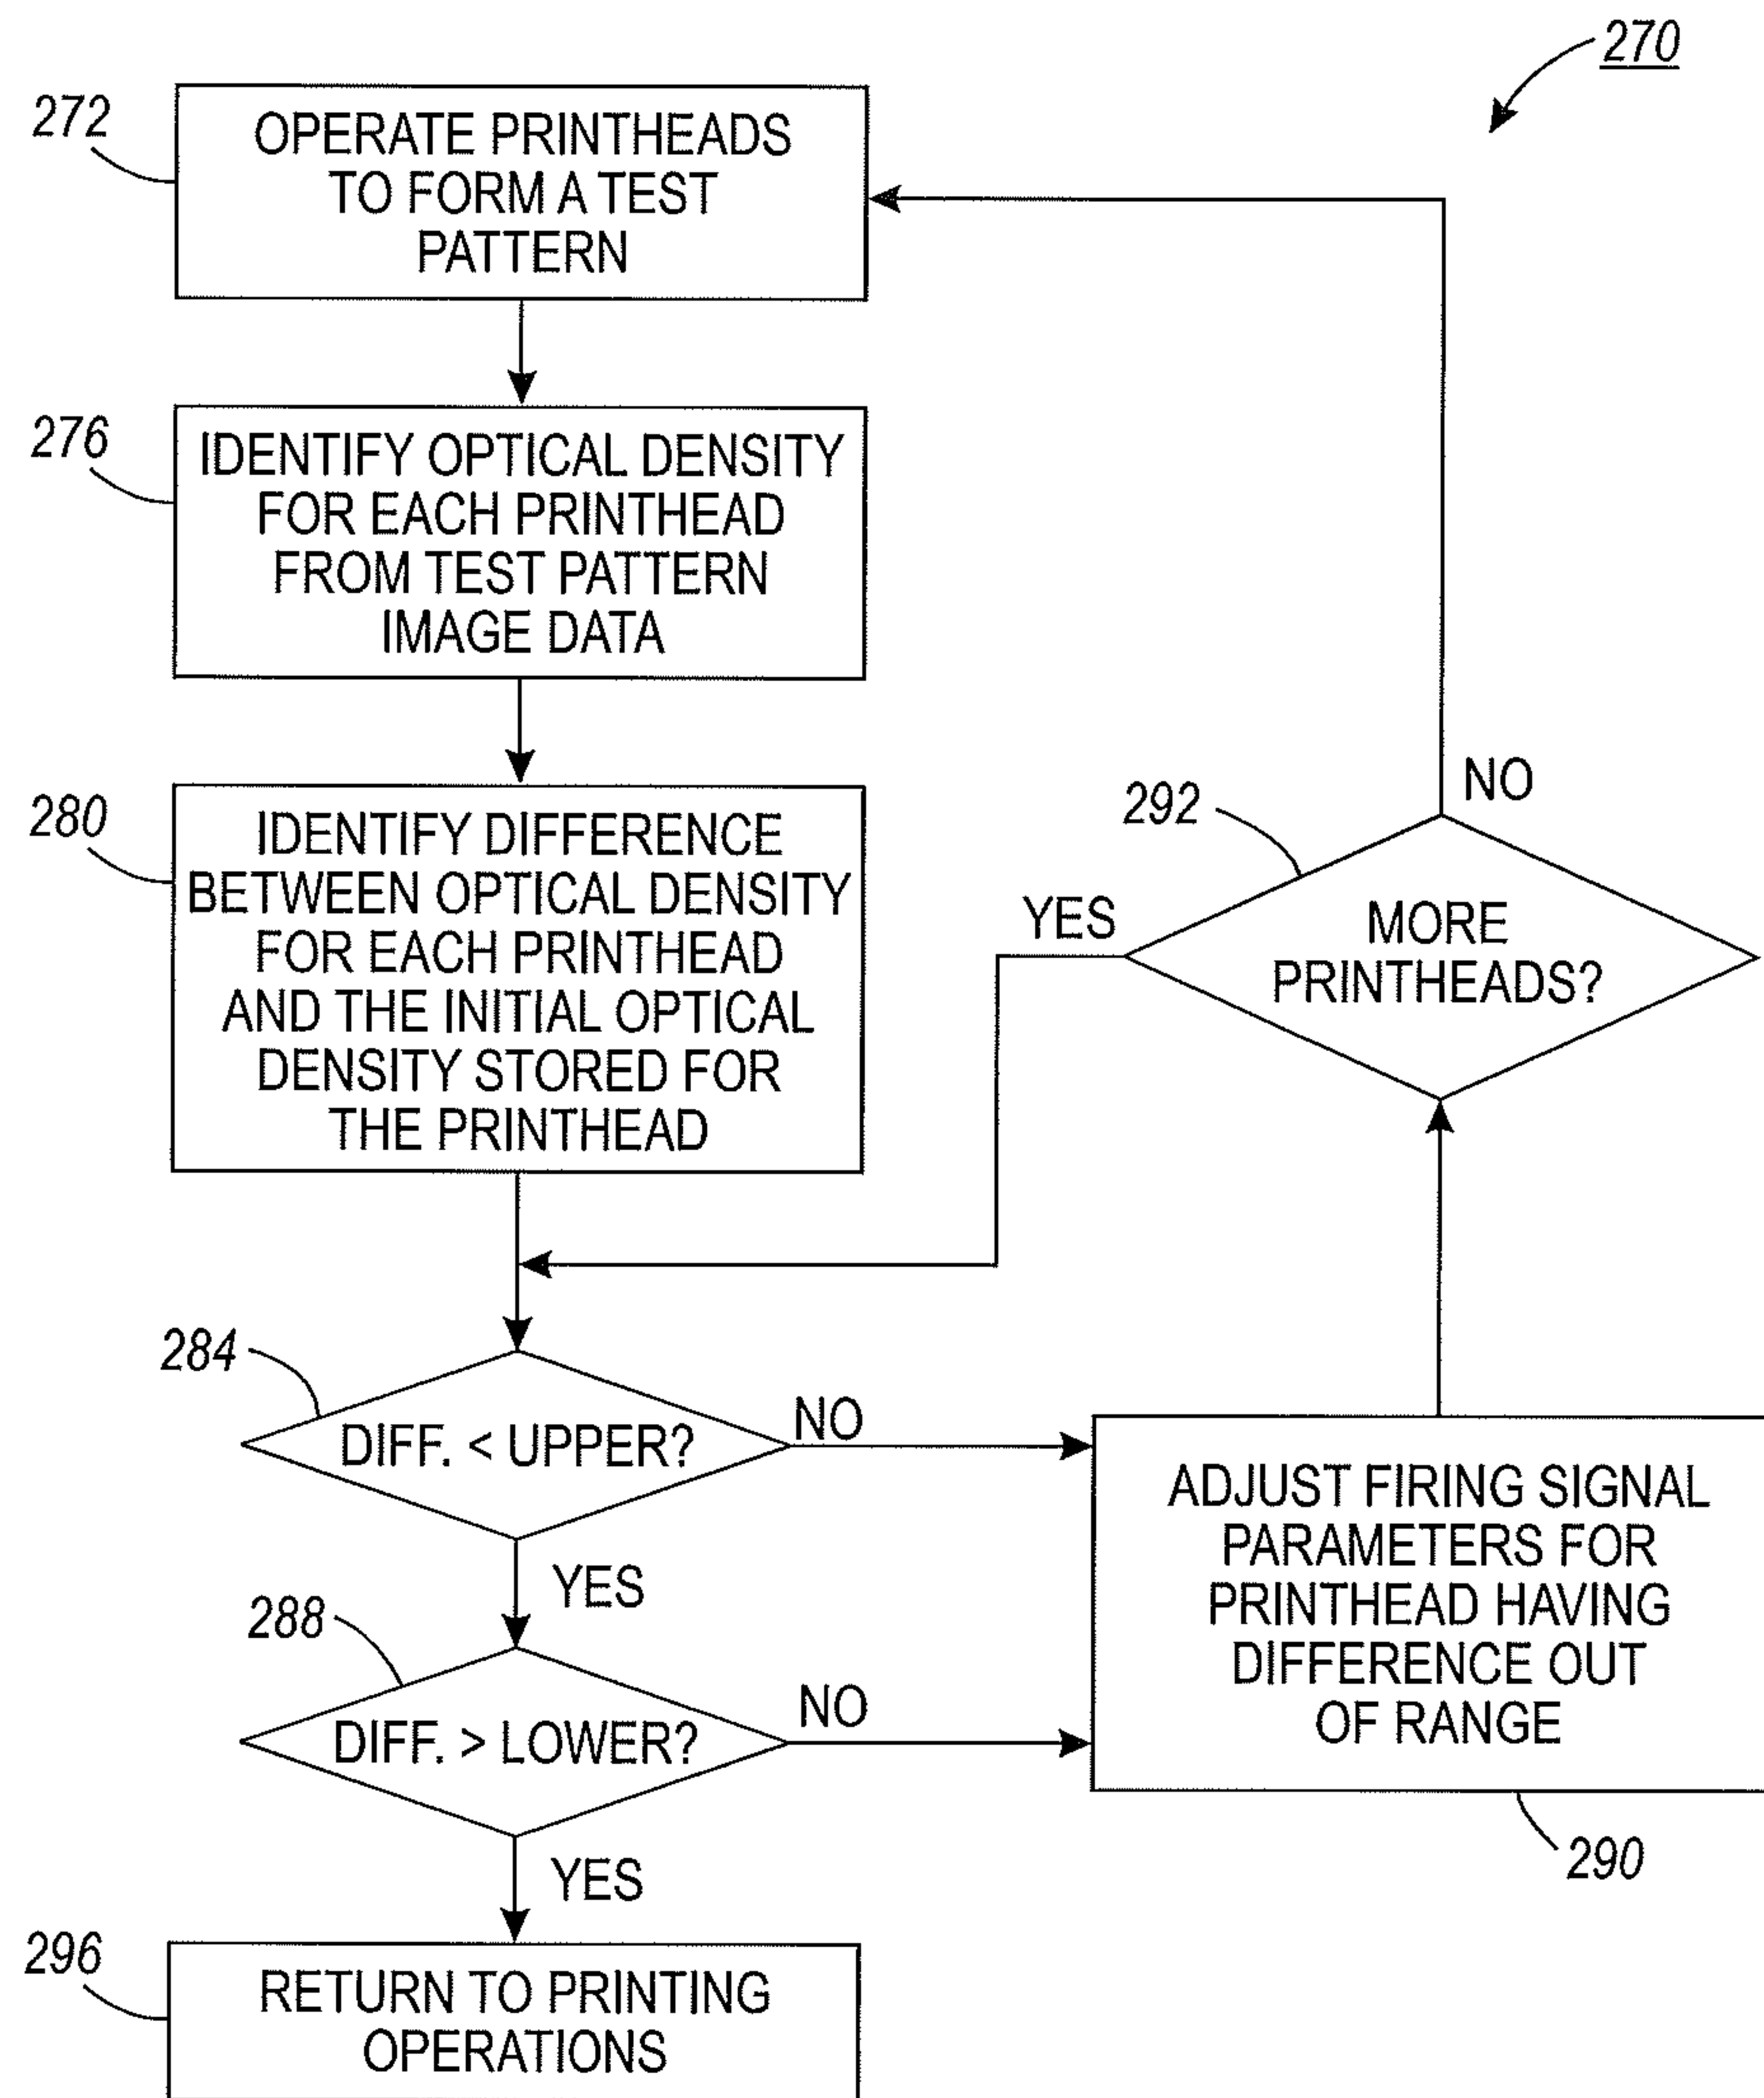 270
272
OPERATE PRINTHEADS
TO FORM A TEST
PATTERN
276
IDENTIFY OPTICAL DENSITY
FOR EACH PRINTHEAD
FROM TEST PATTERN
IMAGE DATA
280
IDENTIFY DIFFERENCE
BETWEEN OPTICAL DENSITY
FOR EACH PRINTHEAD
AND THE INITIAL OPTICAL
DENSITY STORED FOR
THE PRINTHEAD
292
NO
YES
MORE
PRINTHEADS?
284
DIFF. < UPPER?
NO
YES
288
DIFF. > LOWER?
NO
YES
ADJUST FIRING SIGNAL
PARAMETERS FOR
PRINTHEAD HAVING
DIFFERENCE OUT
OF RANGE
290
296
RETURN TO PRINTING
OPERATIONS